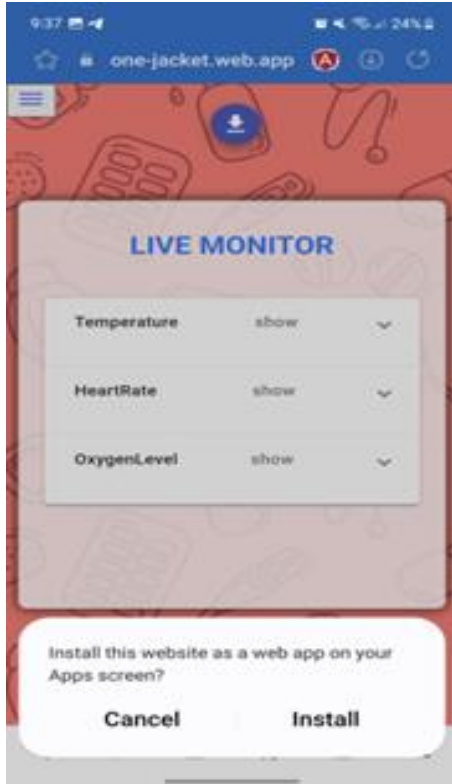 9:37 24%
one-jacket.web.app A
LIVE MONITOR
Temperature show
HeartRate show
OxygenLevel show
Install this website as a web app on your
Apps screen?
Cancel Install